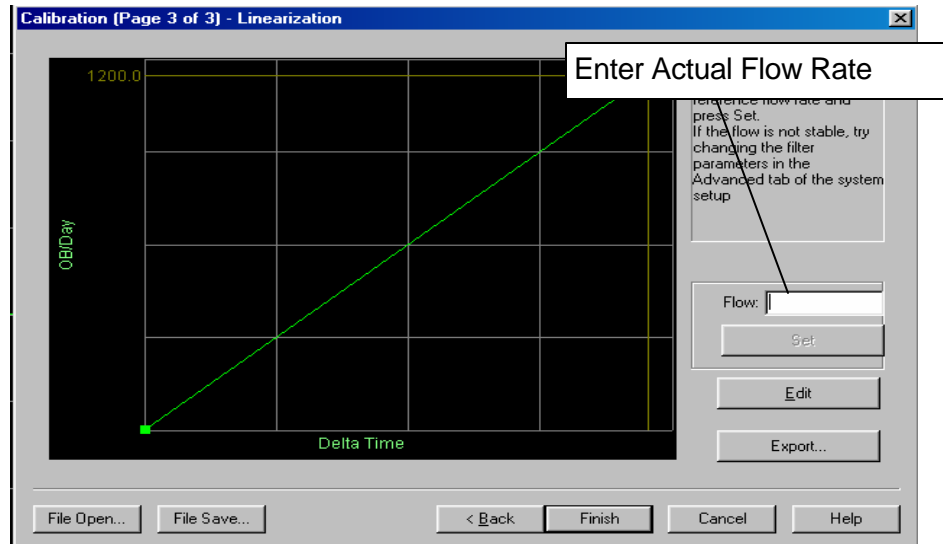 Calibration (Page 3 of 3) - Linearization
Enter Actual Flow Rate
1200.0
reference flow rate and
press Set.
If the flow is not stable, try
changing the filter
parameters in the
Advanced tab of the system
setup
OB/Day
Flow:
Set
Edit
Delta Time
Export...
File Open...
File Save...
< Back
Finish
Cancel
Help